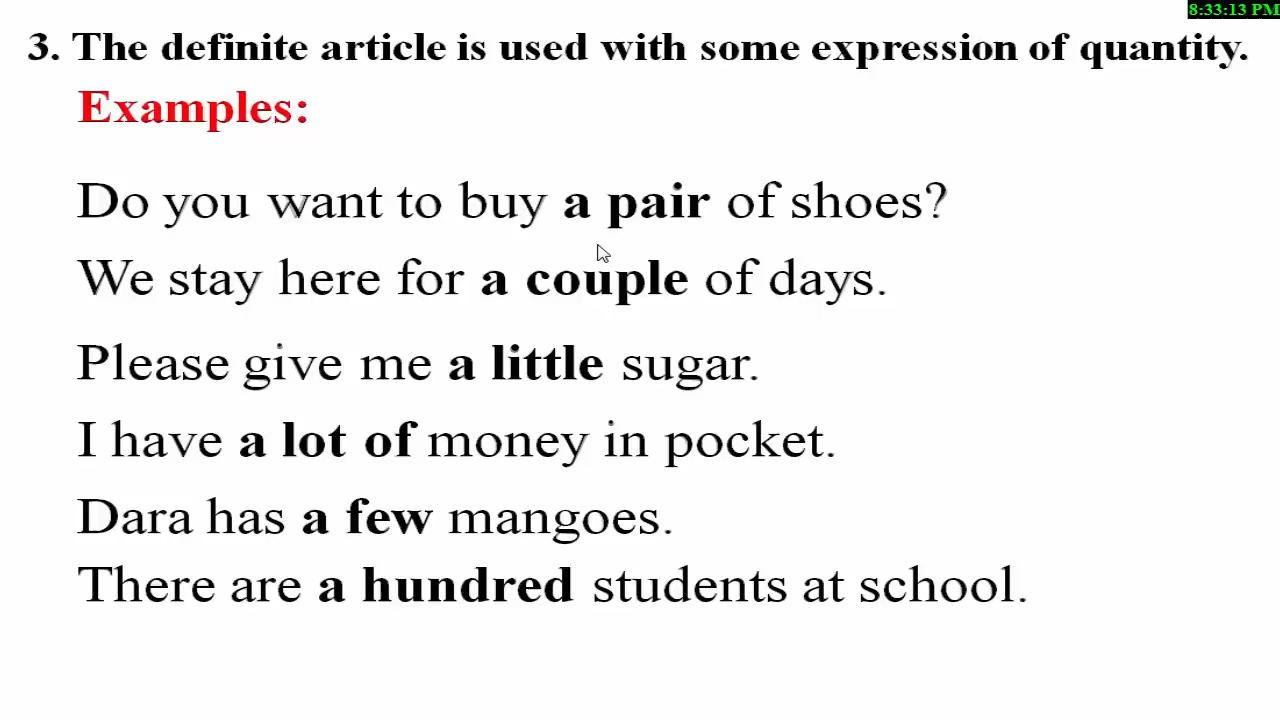 8:33:13 PM
3. The definite article is used with some expression of quantity.
Examples:
Do you want to buy a pair of shoes?
We stay here for a couple of days.
Please give me a little sugar.
I have a lot of money in pocket.
Dara has a few mangoes.
There are a hundred students at school.